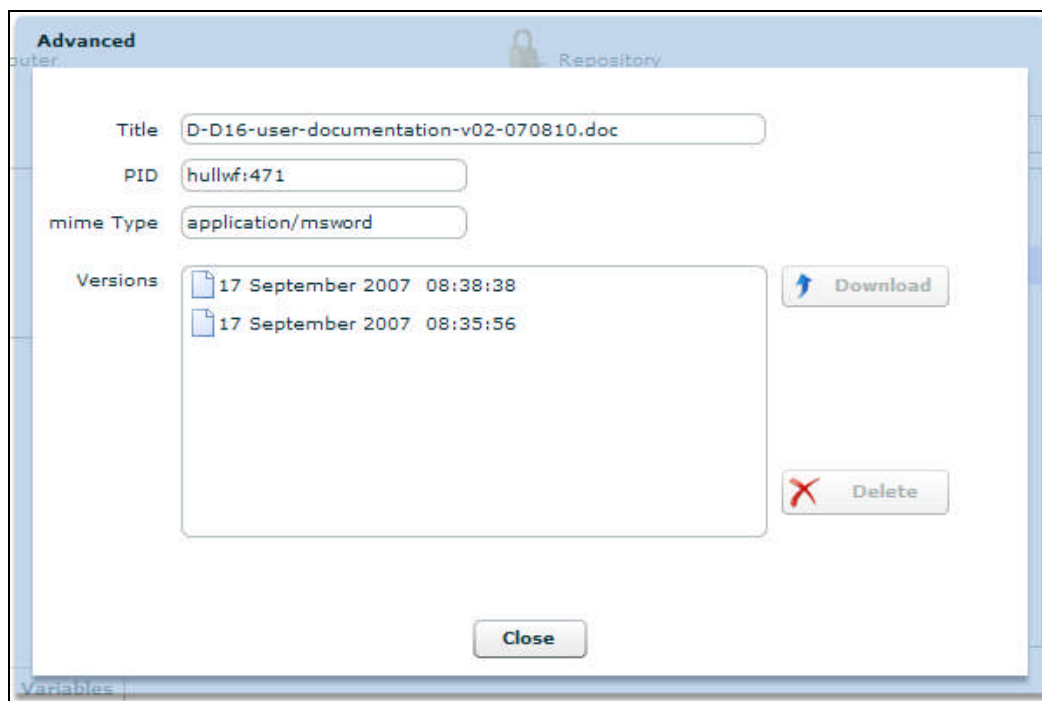 Advanced
outer
Repository
Title D-D16-user-documentation-v02-070810.doc
PID hullwf:471
mime Type application/msword
Versions 17 September 2007 08:38:38 Download
17 September 2007 08:35:56
Delete
Close
Variables